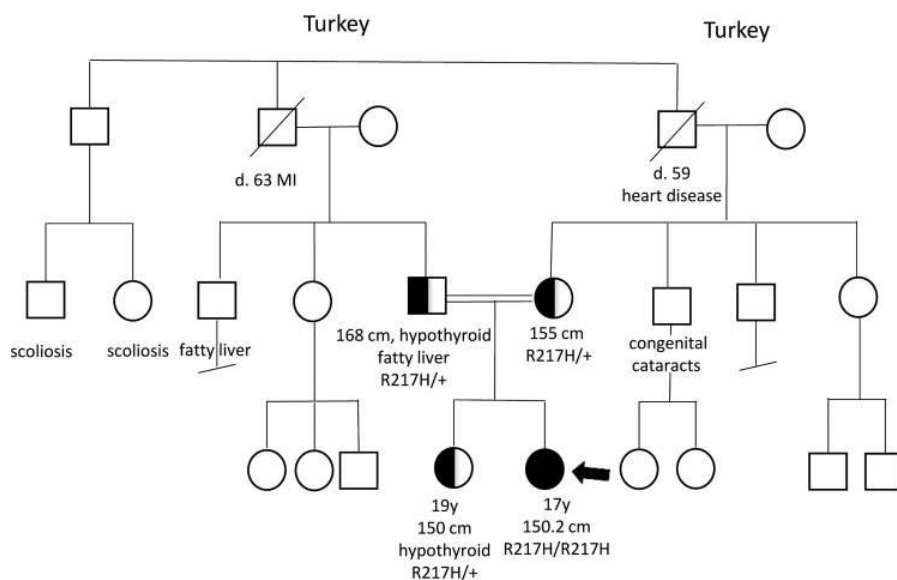 Turkey
Turkey
d. 63 MI
d. 59
heart disease
scoliosis
scoliosis
fatty liver
168 cm, hypothyroid
fatty liver
R217H/+
155 cm
R217H/+
congenital
cataracts
19y
150 cm
hypothyroid
R217H/+
17y
150.2 cm
R217H/R217H